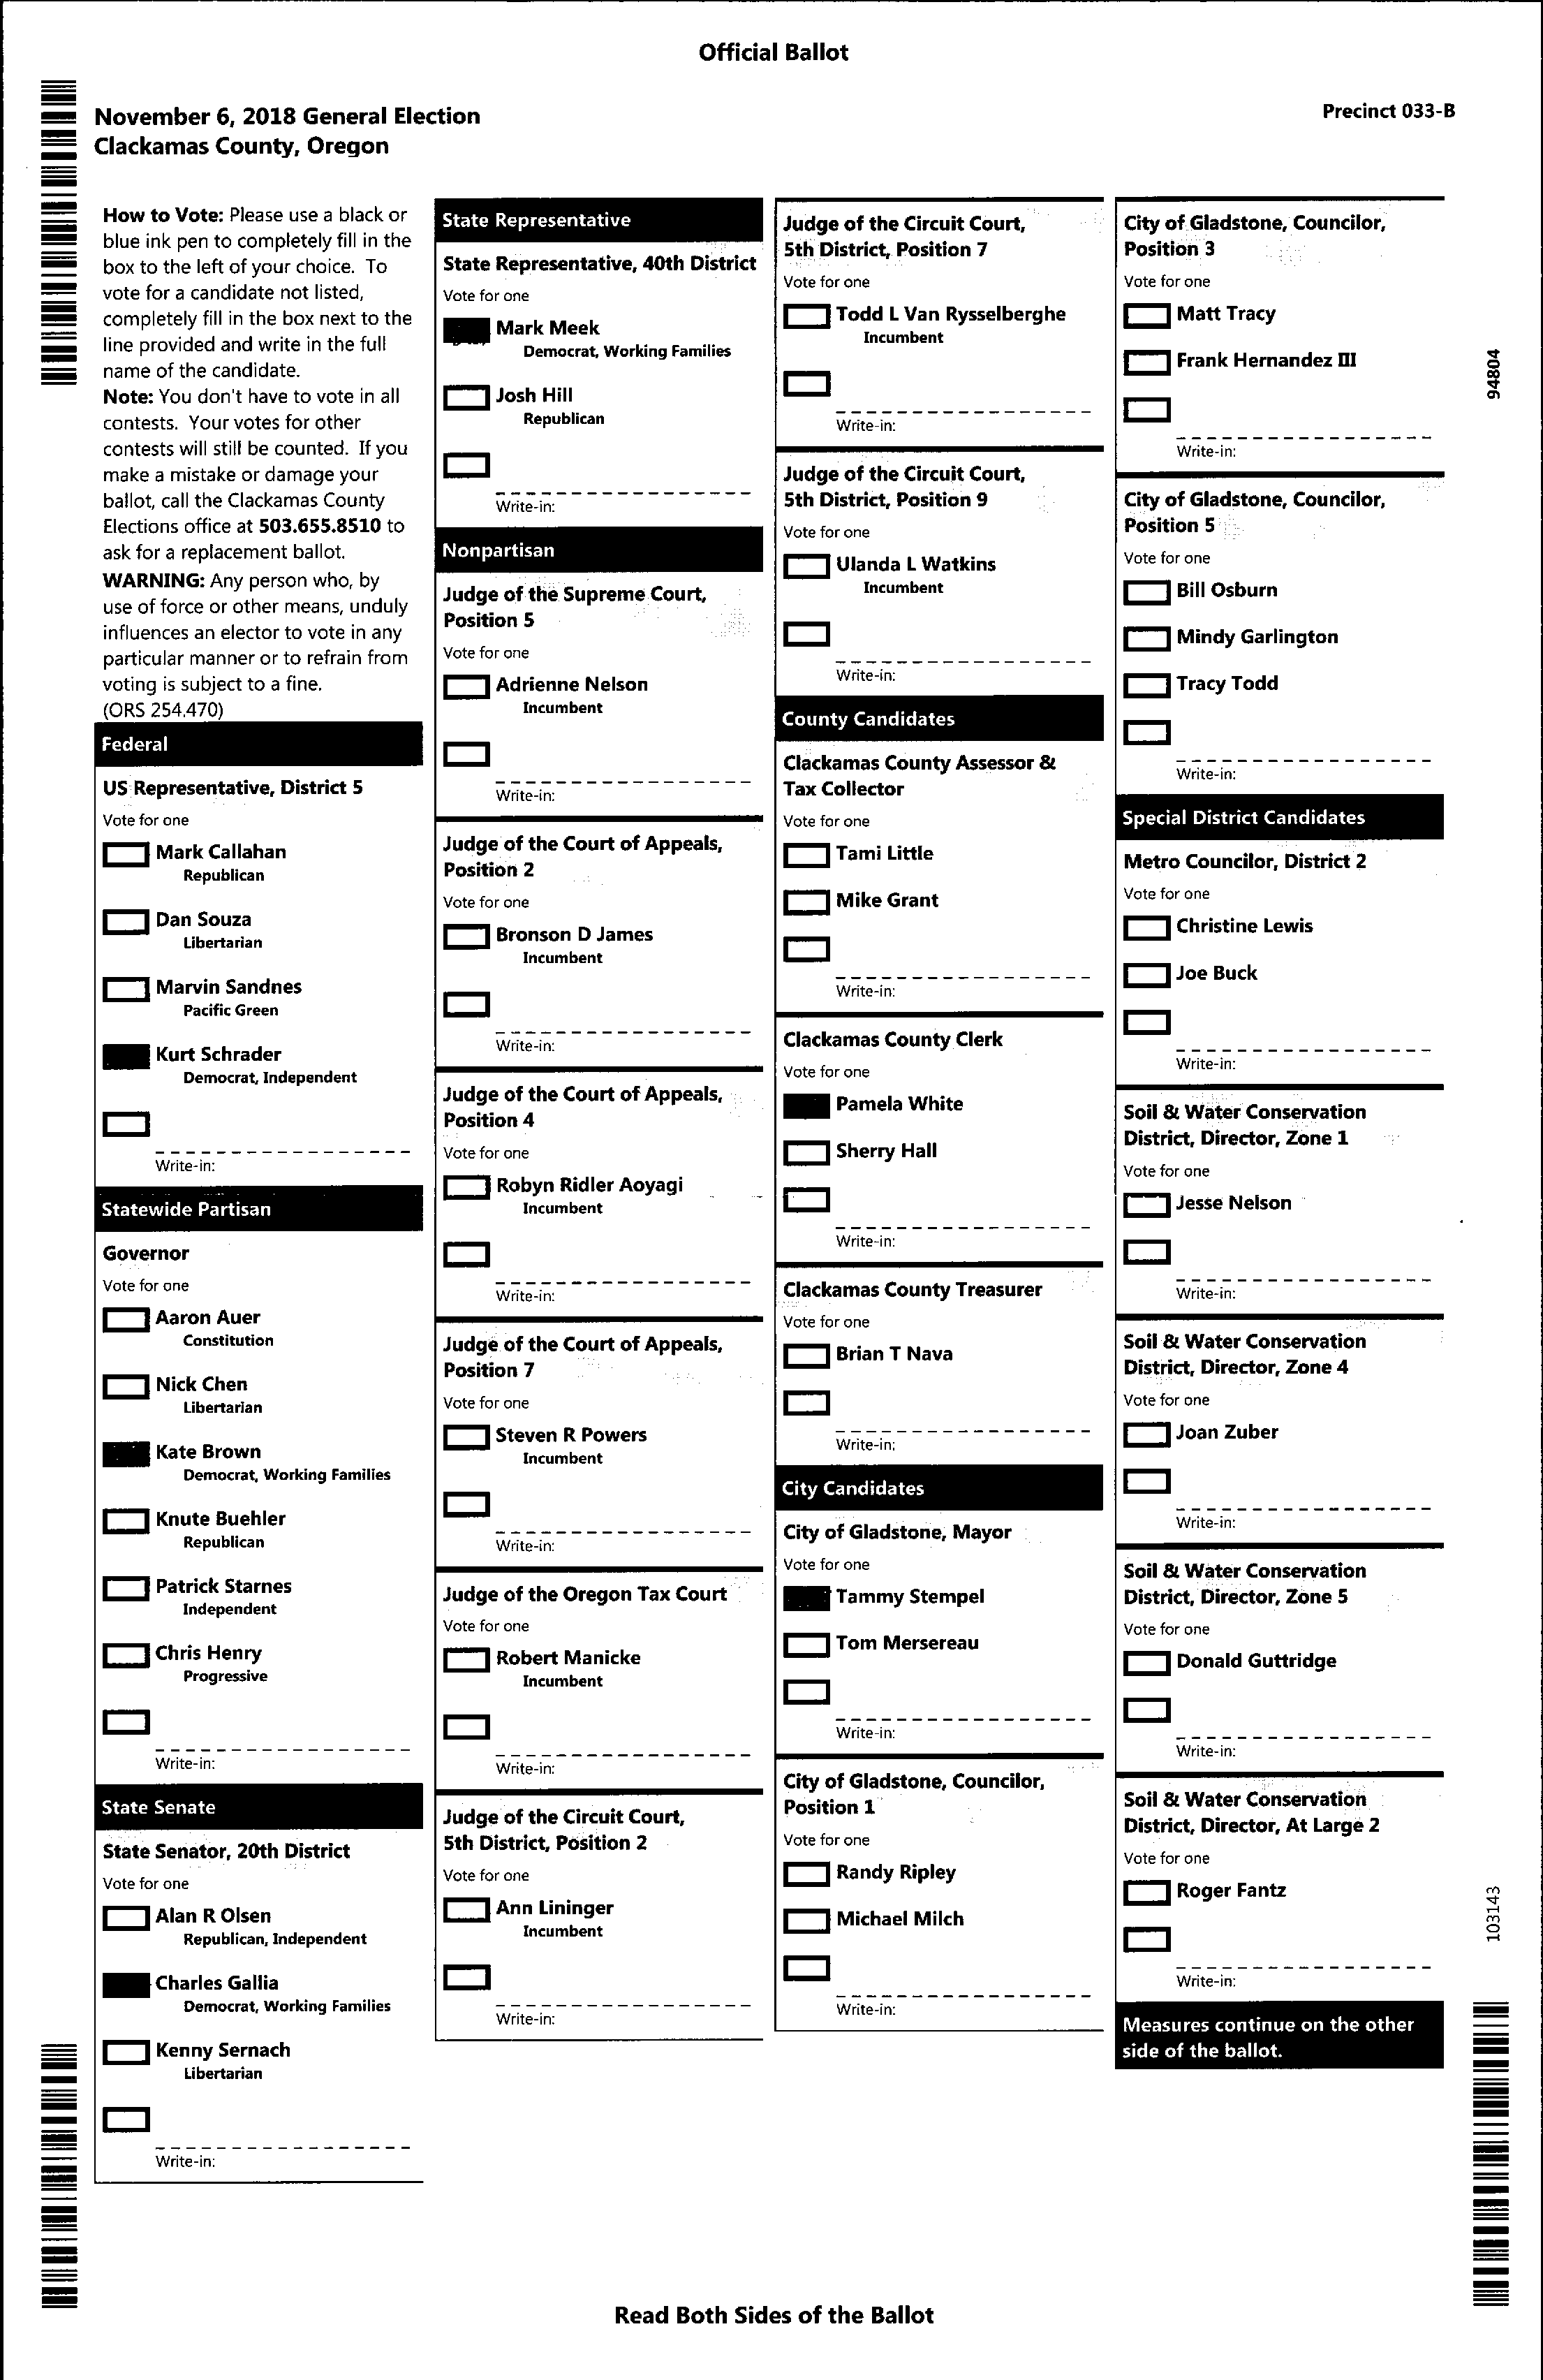 Official Ballot
November 6, 2018 General Election
Clackamas County, Oregon
Precinct 033-B
How to Vote: Please use a black or
blue ink pen to completely fill in the
box to the left of your choice. To
vote for a candidate not listed,
completely fill in the box next to the
line provided and write in the full
name of the candidate.
Note: You don't have to vote in all
contests. Your votes for other
contests will still be counted. If you
make a mistake or damage your
ballot, call the Clackamas County
Elections office at 503.655.8510 to
ask for a replacement ballot.
WARNING: Any person who, by
use of force or other means, unduly
influences an elector to vote in any
particular manner or to refrain from
voting is subject to a fine.
(ORS 254.470)
Federal
US Representative, District 5
Vote for one
Mark Callahan
Republican
Dan Souza
Libertarian
Marvin Sandnes
Pacific Green
Kurt Schrader
Democrat, Independent
Write-in:
Statewide Partisan
Governor
Vote for one
Aaron Auer
Constitution
Nick Chen
Libertarian
Kate Brown
Democrat, Working Families
Knute Buehler
Republican
Patrick Starnes
Independent
Chris Henry
Progressive
Write-in:
State Senate
State Senator, 20th District
Vote for one
Alan R Olsen
Republican, Independent
Charles Gallia
Democrat, Working Families
Kenny Sernach
Libertarian
Write-in:
State Representative
State Representative, 40th District
Vote for one
Mark Meek
Democrat, Working Families
Josh Hill
Republican
Write-in:
Nonpartisan
Judge of the Supreme Court,
Position 5
Vote for one
Adrienne Nelson
Incumbent
Write-in:
Judge of the Court of Appeals,
Position 2
Vote for one
Bronson D James
Incumbent
Write-in:
Judge of the Court of Appeals,
Position 4
Vote for one
Robyn Ridler Aoyagi
Incumbent
Write-in:
Judge of the Court of Appeals,
Position 7
Vote for one
Steven R Powers
Incumbent
Write-in:
Judge of the Oregon Tax Court
Vote for one
Robert Manicke
Incumbent
Write-in:
Judge of the Circuit Court,
5th District, Position 2
Vote for one
Ann Lininger
Incumbent
Write-in:
Judge of the Circuit Court,
5th District, Position 7
Vote for one
Todd L Van Rysselberghe
Incumbent
Write-in:
Judge of the Circuit Court,
5th District, Position 9
Vote for one
Ulanda L Watkins
Incumbent
Write-in:
County Candidates
Clackamas County Assessor &
Tax Collector
Vote for one
Tami Little
Mike Grant
Write-in:
Clackamas County Clerk
Vote for one
Pamela White
Sherry Hall
Write-in:
Clackamas County Treasurer
Vote for one
Brian T Nava
Write-in:
City Candidates
City of Gladstone, Mayor
Vote for one
Tammy Stempel
Tom Mersereau
Write-in:
City of Gladstone, Councilor,
Position 1
Vote for one
Randy Ripley
Michael Milch
Write-in:
City of Gladstone, Councilor,
Position 3
Vote for one
Matt Tracy
Frank Hernandez III
Write-in:
City of Gladstone, Councilor,
Position 5
Vote for one
Bill Osburn
Mindy Garlington
Tracy Todd
Write-in:
Special District Candidates
Metro Councilor, District 2
Vote for one
Christine Lewis
Joe Buck
Write-in:
Soil & Water Conservation
District, Director, Zone 1
Vote for one
Jesse Nelson
Write-in:
Soil & Water Conservation
District, Director, Zone 4
Vote for one
Joan Zuber
Write-in:
Soil & Water Conservation
District, Director, Zone 5
Vote for one
Donald Guttridge
Write-in:
Soil & Water Conservation
District, Director, At Large 2
Vote for one
Roger Fantz
Write-in:
Measures continue on the other
side of the ballot.
94804
103143
Read Both Sides of the Ballot